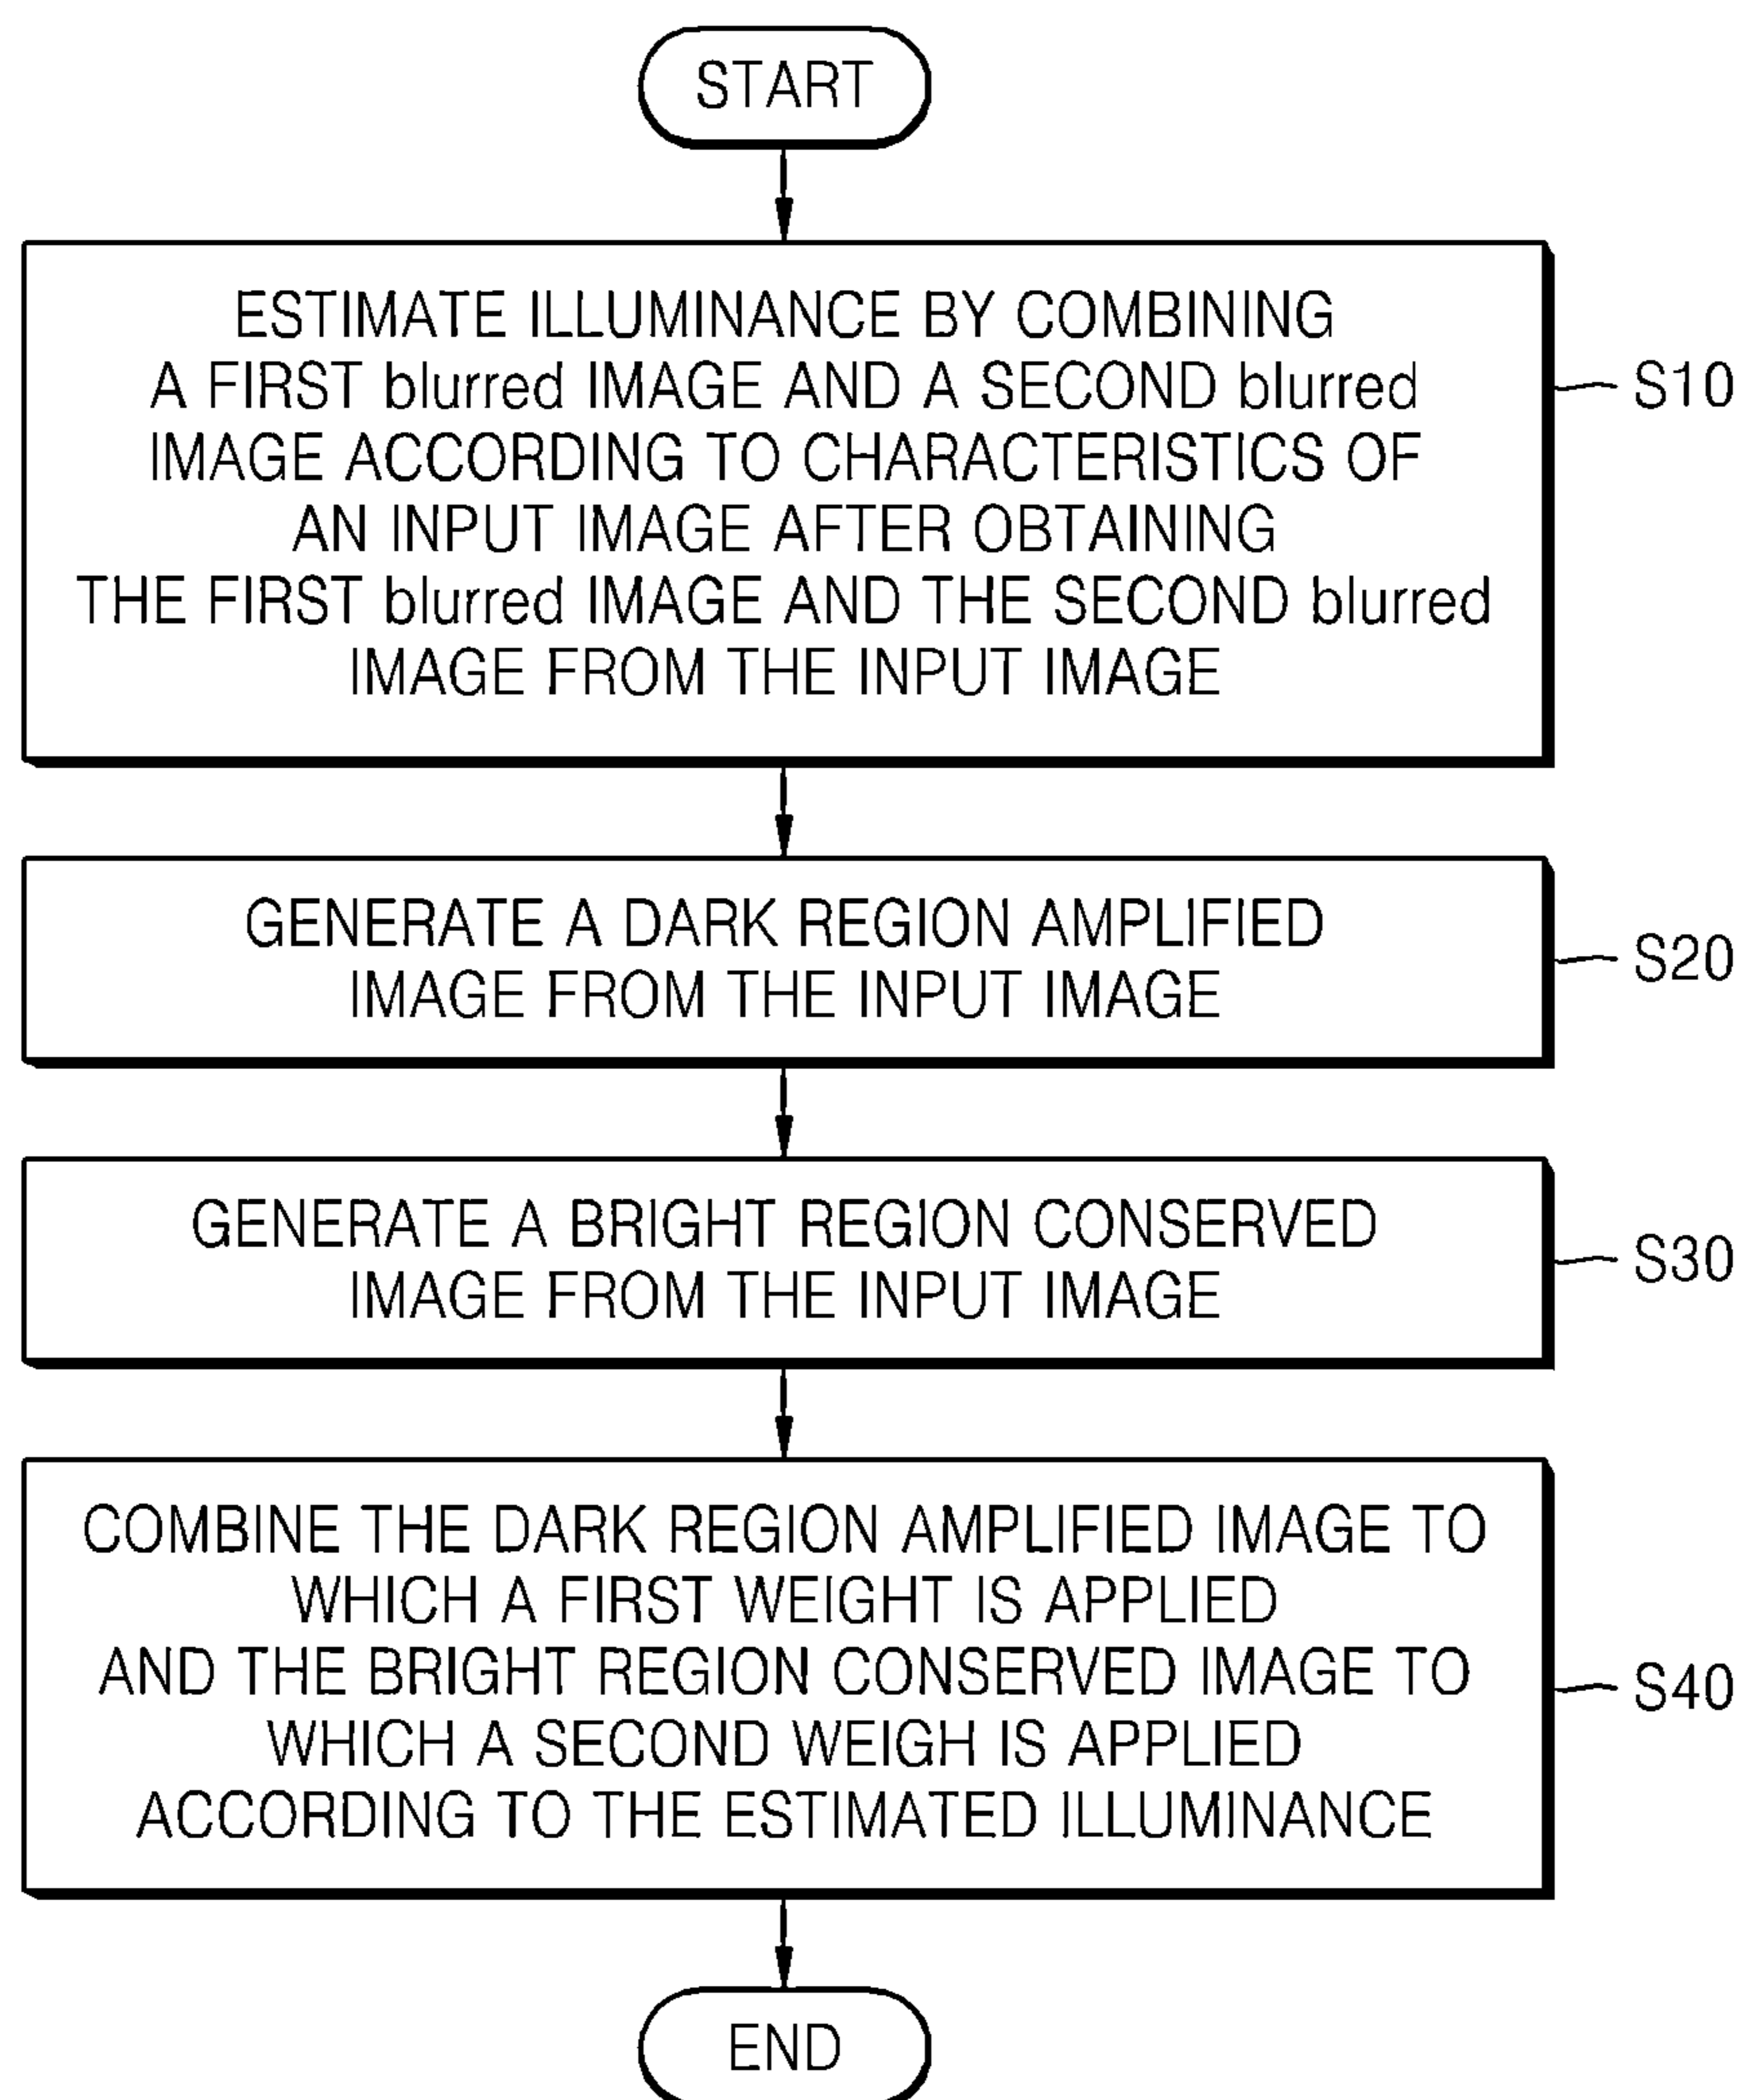 START
ESTIMATE ILLUMINANCE BY COMBINING
A FIRST blurred IMAGE AND A SECOND blurred
IMAGE ACCORDING TO CHARACTERISTICS OF
AN INPUT IMAGE AFTER OBTAINING
THE FIRST blurred IMAGE AND THE SECOND blurred
IMAGE FROM THE INPUT IMAGE
S10
GENERATE A DARK REGION AMPLIFIED
IMAGE FROM THE INPUT IMAGE
S20
GENERATE A BRIGHT REGION CONSERVED
IMAGE FROM THE INPUT IMAGE
S30
COMBINE THE DARK REGION AMPLIFIED IMAGE TO
WHICH A FIRST WEIGHT IS APPLIED
AND THE BRIGHT REGION CONSERVED IMAGE TO
WHICH A SECOND WEIGH IS APPLIED
ACCORDING TO THE ESTIMATED ILLUMINANCE
S40
END